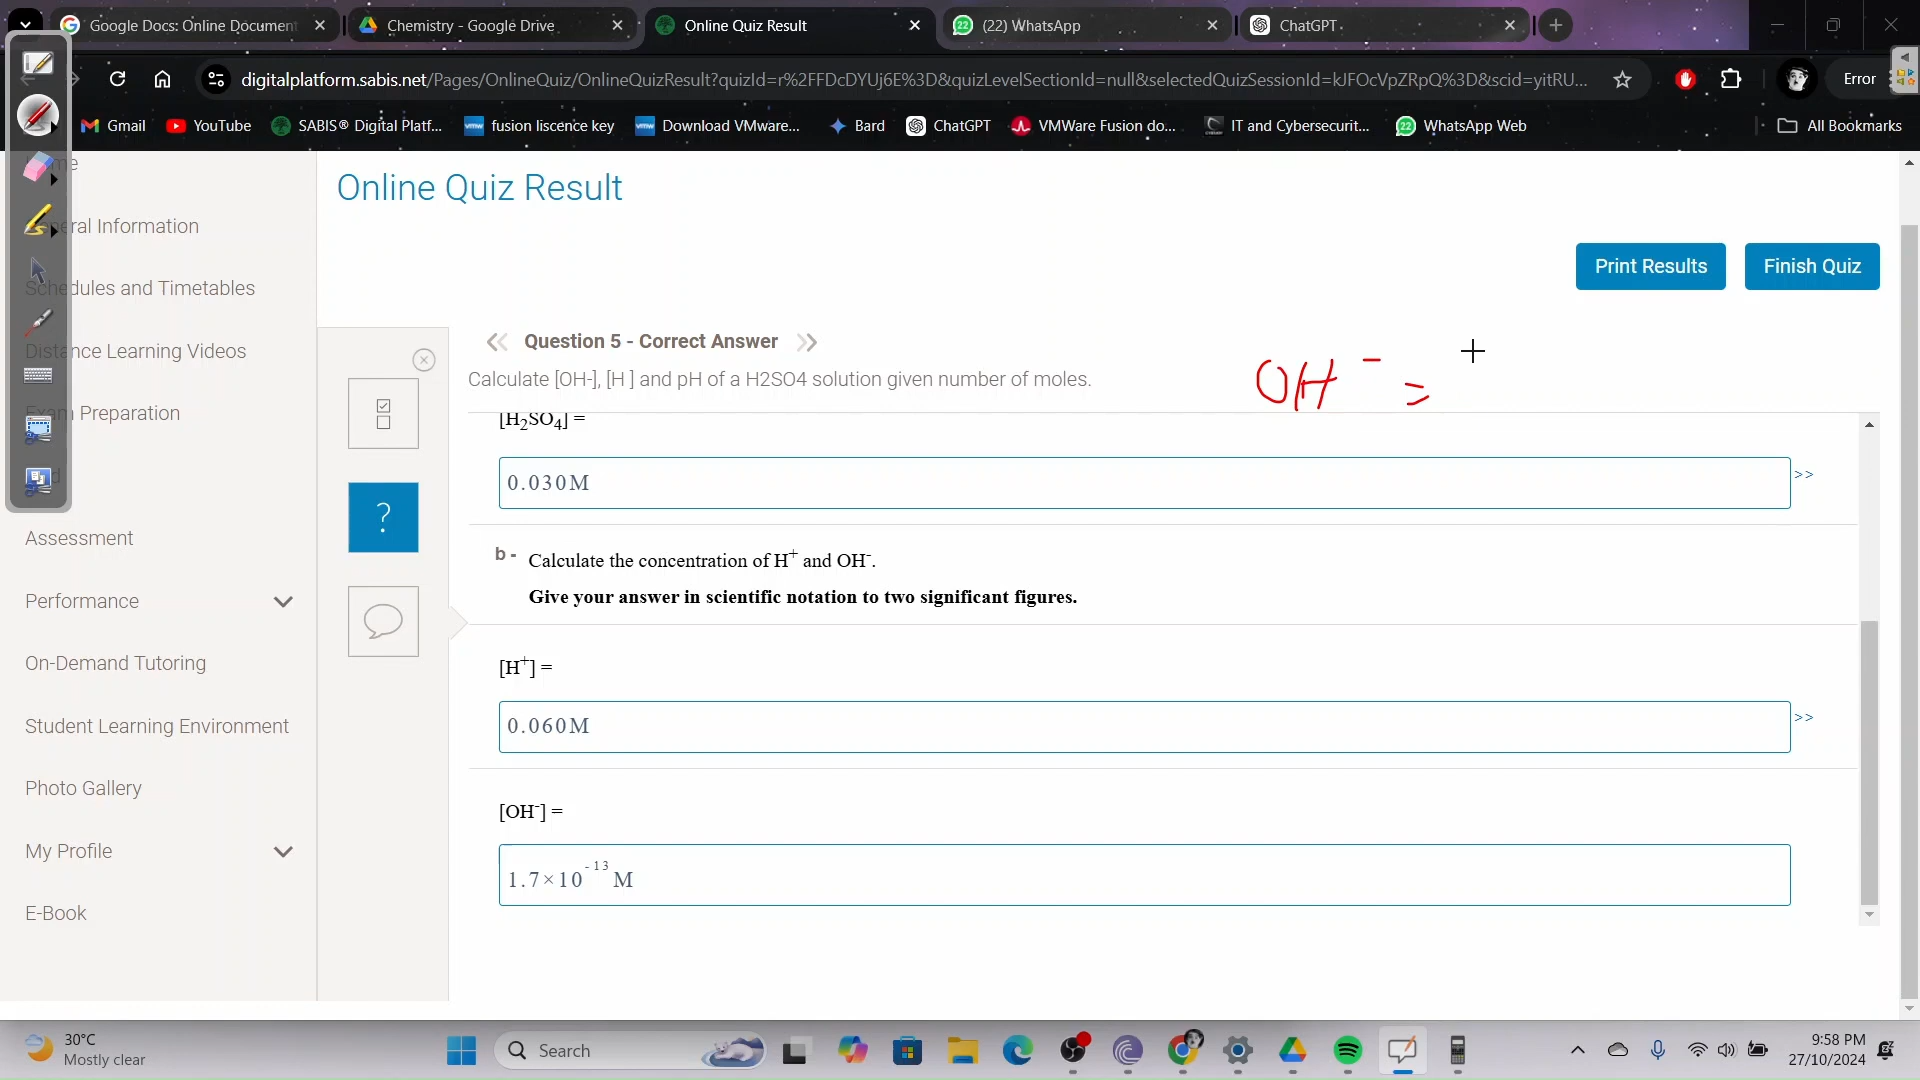 Google Docs: Online Document
Chemistry - Google Drive
Online Quiz Result
(22) WhatsApp
ChatGPT
digitalplatform.sabis.net/Pages/OnlineQuiz/OnlineQuizResult?quizId=r%2FFDcDYUj6E%3D&quizLevelSectionId=null&selectedQuizSessionId=kJFOcVpZRpQ%3D&scid=yitRU...
Error
Gmail
YouTube
SABIS® Digital Platf...
fusion liscence key
Download VMware...
Bard
ChatGPT
VMWare Fusion do...
IT and Cybersecurit...
WhatsApp Web
All Bookmarks
Online Quiz Result
Print Results
Finish Quiz
Schedules and Timetables
Distance Learning Videos
Exam Preparation
Assessment
Performance
On-Demand Tutoring
Student Learning Environment
Photo Gallery
My Profile
E-Book
Question 5 - Correct Answer
Calculate [OH-], [H ] and pH of a H2SO4 solution given number of moles.
OH⁻ =
[H₂SO₄] =
0.030M
>>
b - Calculate the concentration of H⁺ and OH⁻.
Give your answer in scientific notation to two significant figures.
[H⁺] =
0.060M
>>
[OH⁻] =
1.7×10⁻¹³ M
30°C
Mostly clear
Search
9:58 PM
27/10/2024